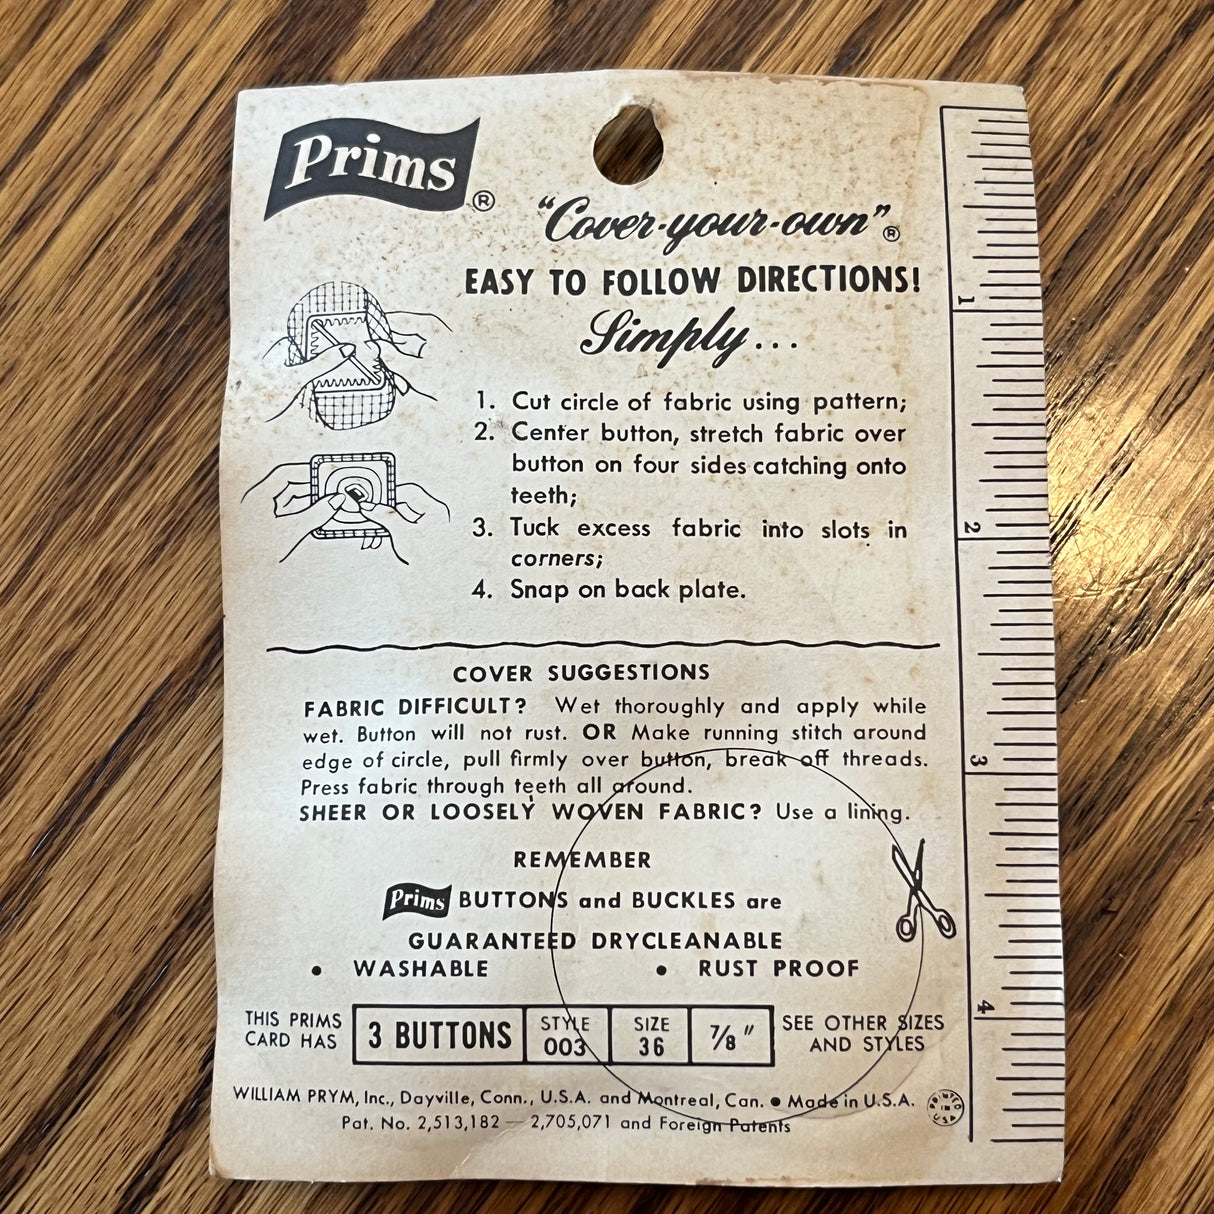 Prims ®
"Cover-your-own"®
EASY TO FOLLOW DIRECTIONS!
Simply...
1. Cut circle of fabric using pattern;
2. Center button, stretch fabric over
button on four sides catching onto
teeth;
3. Tuck excess fabric into slots in
corners;
4. Snap on back plate.
COVER SUGGESTIONS
FABRIC DIFFICULT? Wet thoroughly and apply while
wet. Button will not rust. OR Make running stitch around
edge of circle, pull firmly over button, break off threads.
Press fabric through teeth all around.
SHEER OR LOOSELY WOVEN FABRIC? Use a lining.
REMEMBER
Prims BUTTONS and BUCKLES are
GUARANTEED DRYCLEANABLE
• WASHABLE • RUST PROOF
THIS PRIMS
CARD HAS
3 BUTTONS
STYLE
003
SIZE
36
7/8"
SEE OTHER SIZES
AND STYLES
WILLIAM PRYM, Inc., Dayville, Conn., U.S.A. and Montreal, Can. • Made in U.S.A.
Pat. No. 2,513,182 — 2,705,071 and Foreign Patents
PRINTED
IN
USA
1
2
3
4